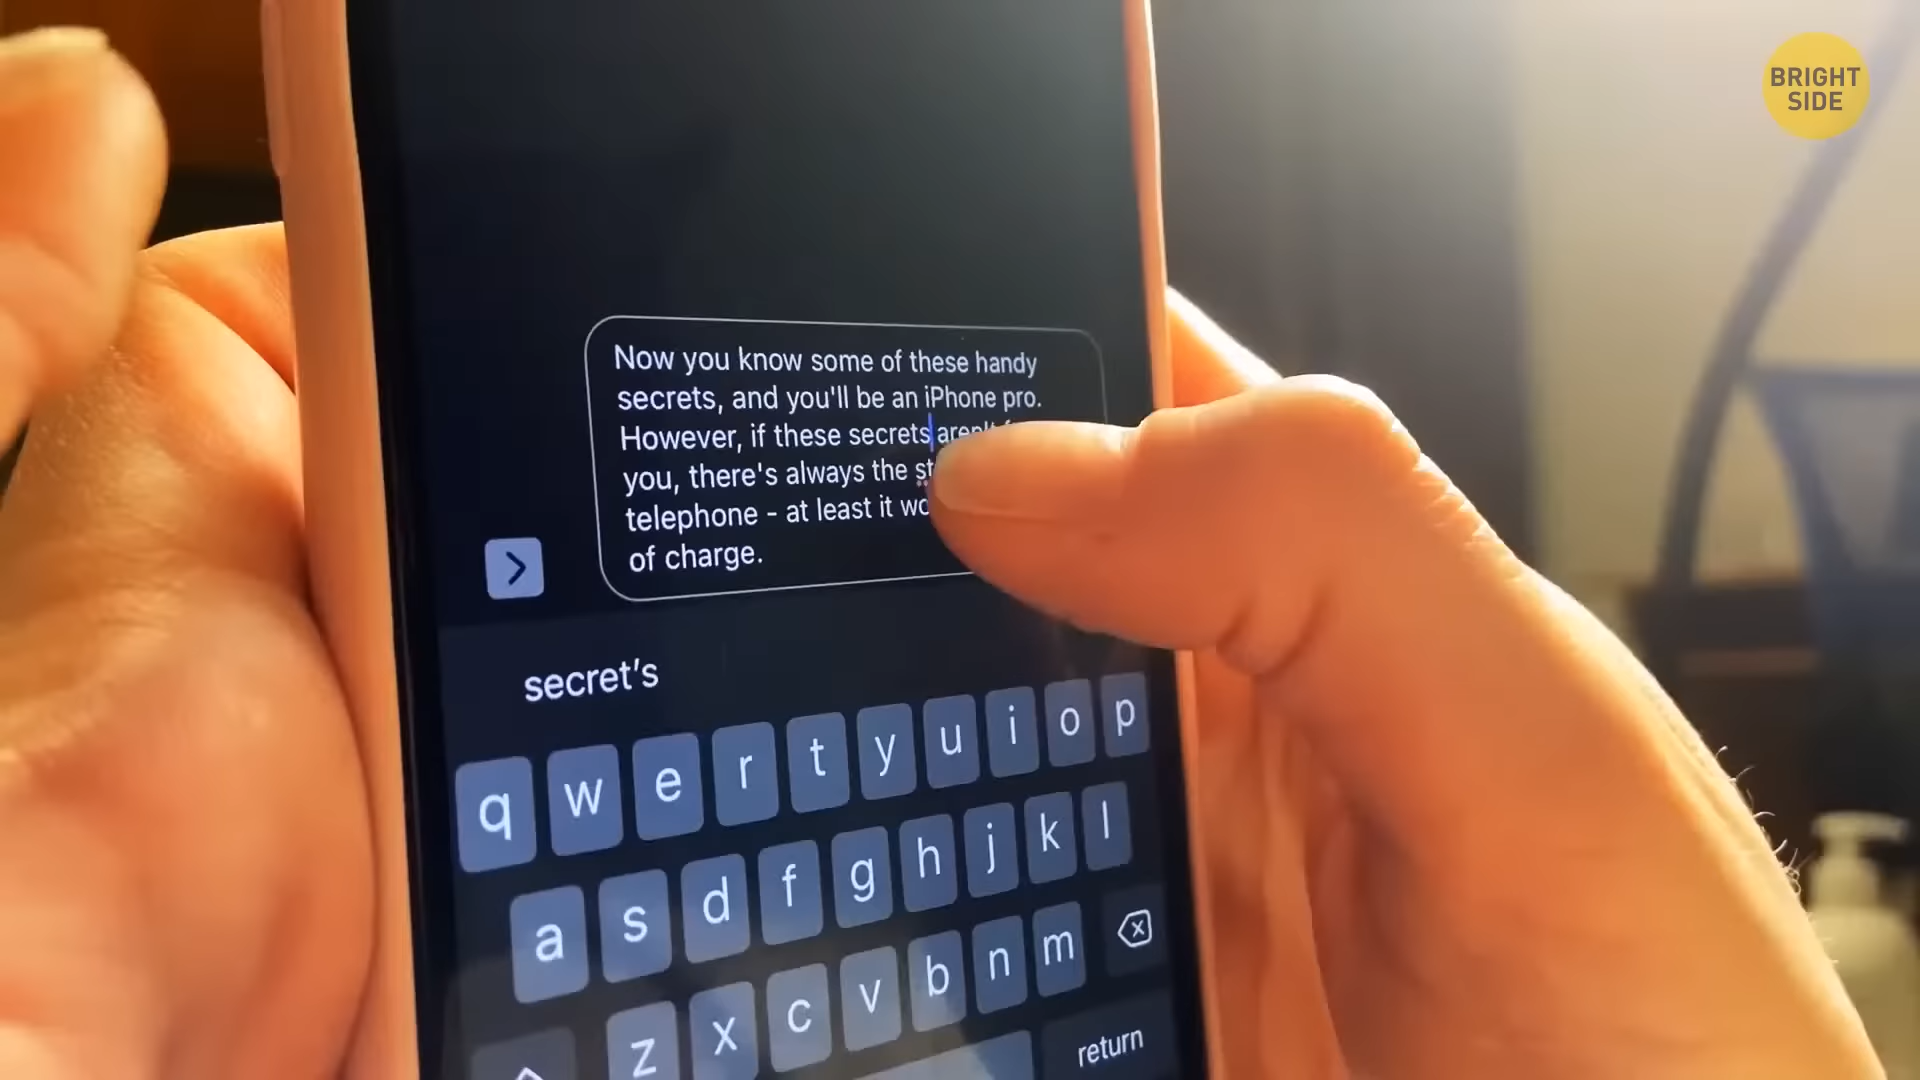 BRIGHT
SIDE
Now you know some of these handy
secrets, and you'll be an iPhone pro.
However, if these secrets aren't
you, there's always the
telephone - at least it
of charge.
secret's
q w e r t y u i o p
a s d f g h j k l
z x c v b n m
return